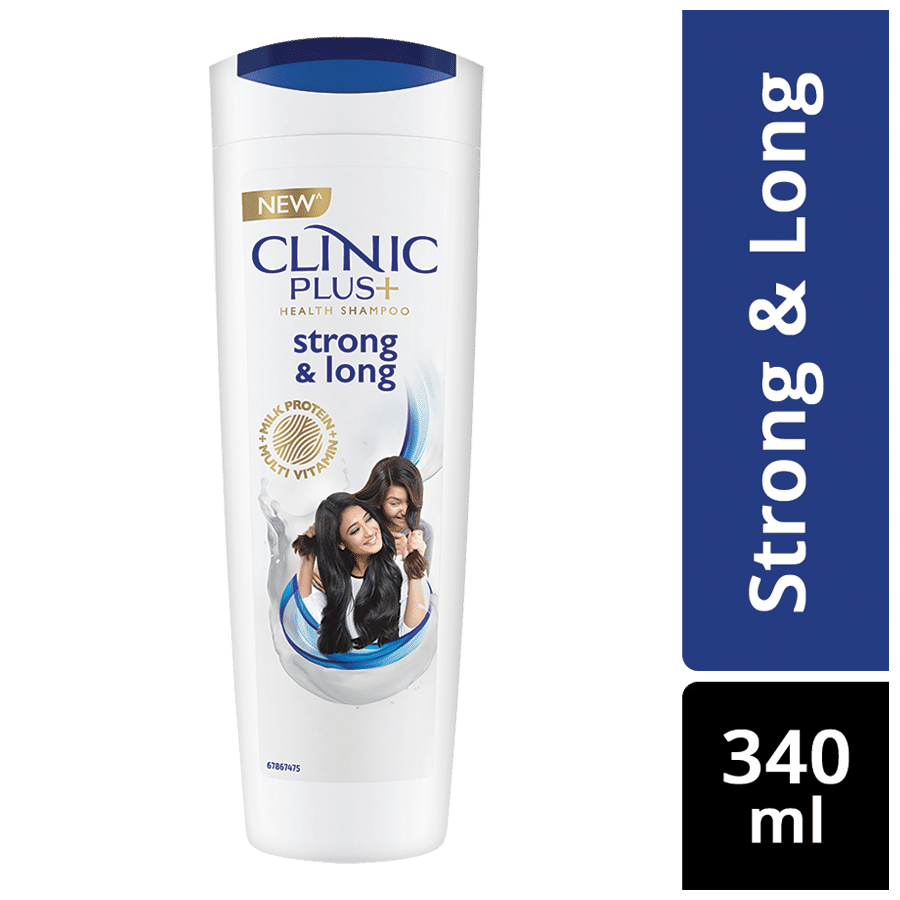 NEW^
CLINIC
PLUS+
HEALTH SHAMPOO
strong
& long
+MILK PROTEIN+
MULTI VITAMIN
67867475
Strong & Long
340
ml